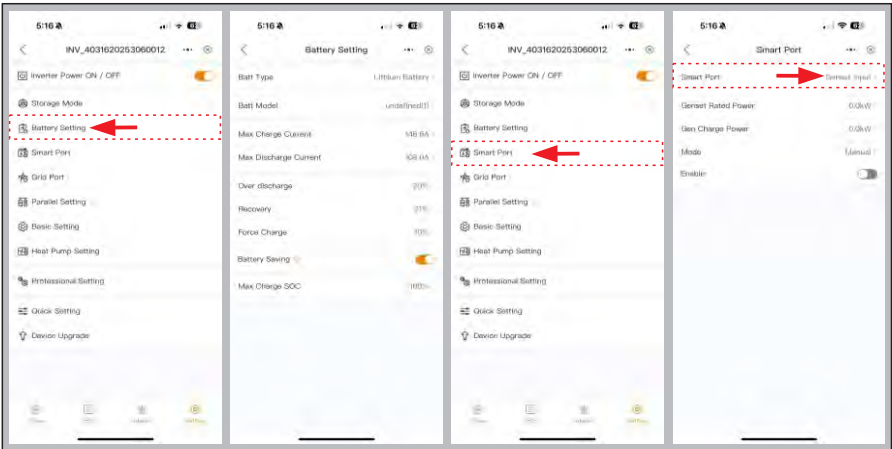 5:16
INV_4031620253060012
Inverter Power ON / OFF
Storage Mode
Battery Setting
Smart Port
Grid Port
Parallel Setting
Basic Setting
Heat Pump Setting
Professional Setting
Quick Setting
Device Upgrade
5:16
Battery Setting
Batt Type
Lithium Battery
Batt Model
undefined(1)
Max Charge Current
Max Discharge Current
Over discharge
20%
Recovery
Force Charge
10%
Battery Saving
Max Charge SOC
100%
5:16
INV_4031620253060012
Inverter Power ON / OFF
Storage Mode
Battery Setting
Smart Port
Grid Port
Parallel Setting
Basic Setting
Heat Pump Setting
Professional Setting
Quick Setting
Device Upgrade
5:16
Smart Port
Smart Port
Genset Input
Genset Rated Power
0.0kW
Gen Charge Power
0.0kW
Mode
Manual
Enable